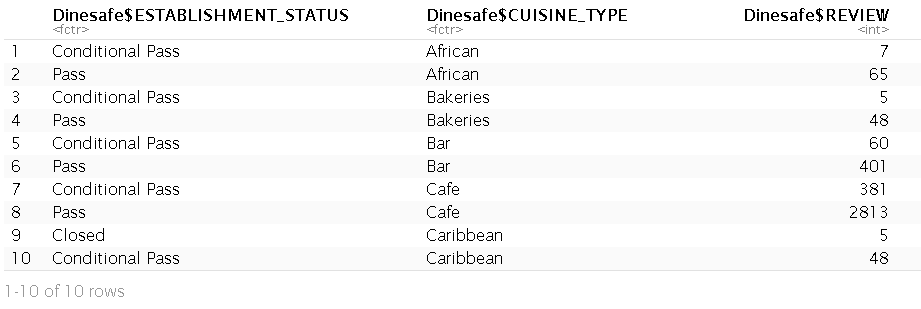 Dinesafe$ESTABLISHMENT_STATUS Dinesafe$CUISINE_TYPE Dinesafe$REVIEW
<fctr> <fctr> <int>
1 Conditional Pass African 7
2 Pass African 65
3 Conditional Pass Bakeries 5
4 Pass Bakeries 48
5 Conditional Pass Bar 60
6 Pass Bar 401
7 Conditional Pass Cafe 381
8 Pass Cafe 2813
9 Closed Caribbean 5
10 Conditional Pass Caribbean 48
1-10 of 10 rows